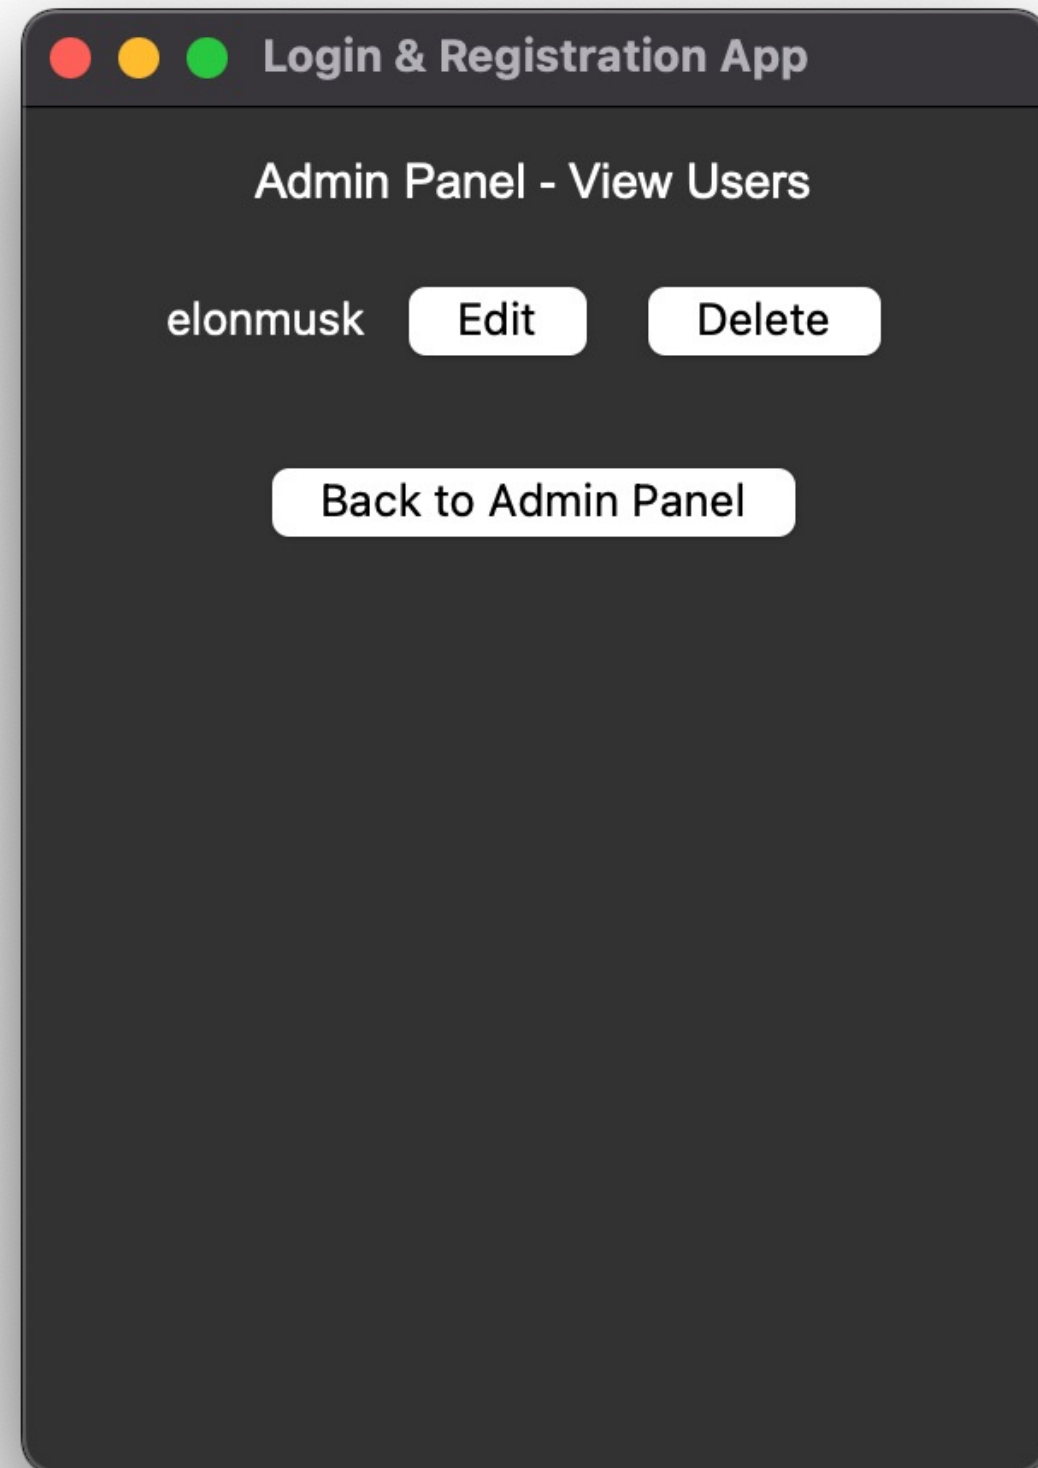 Login & Registration App
Admin Panel - View Users
elonmusk Edit Delete
Back to Admin Panel